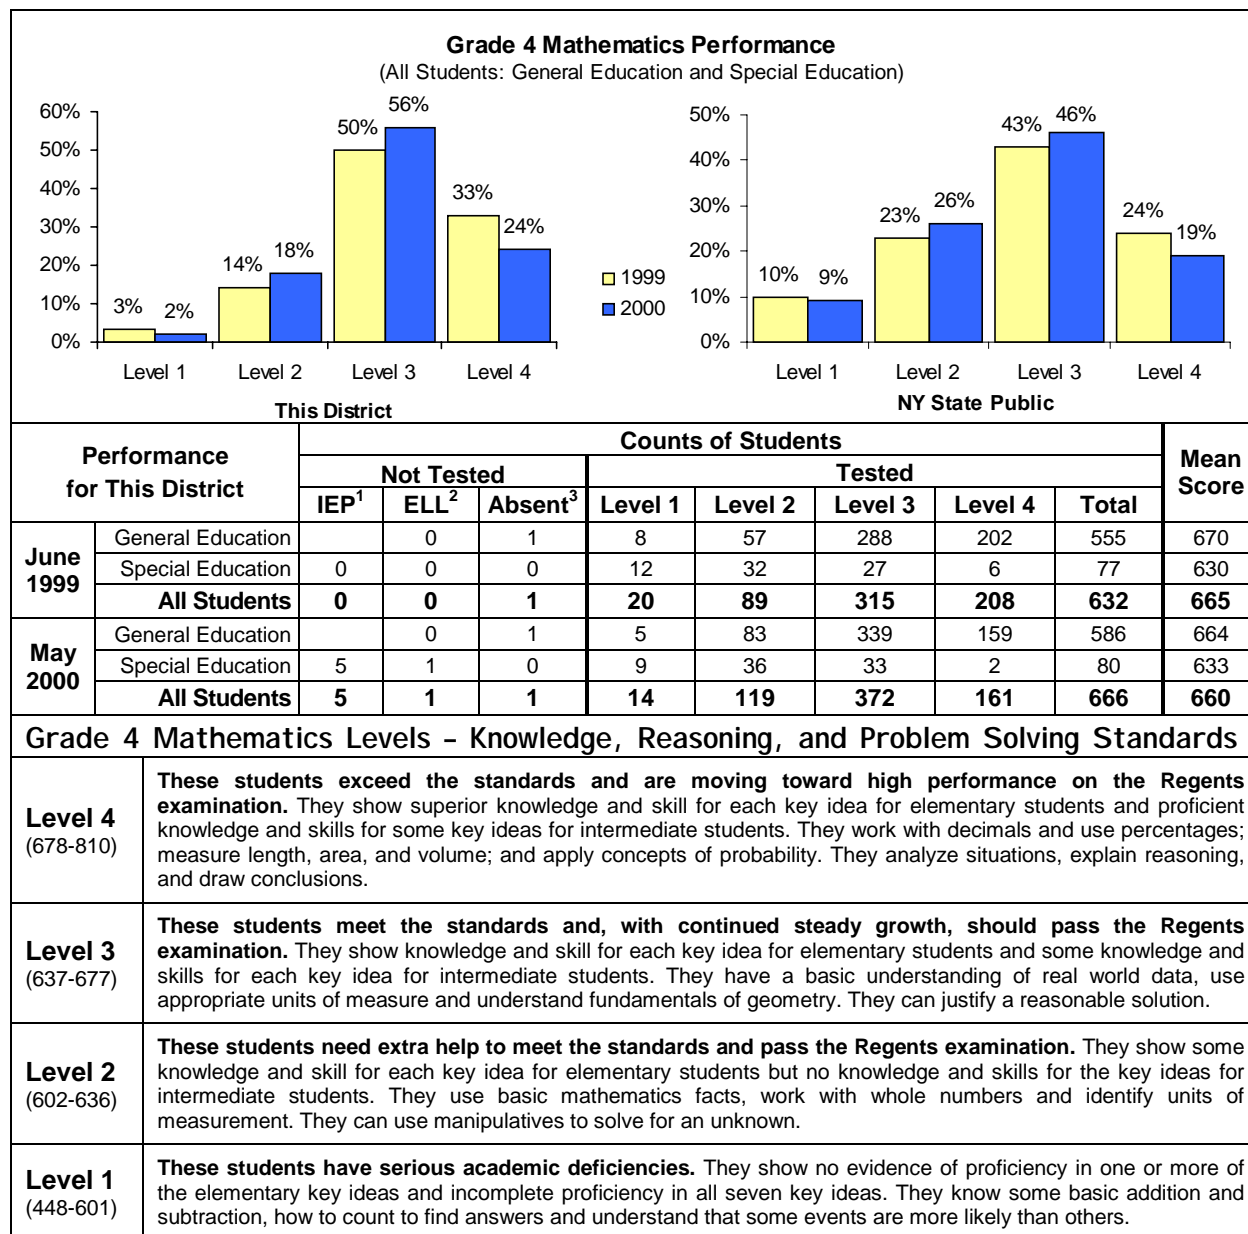 Grade 4 Mathematics Performance
(All Students: General Education and Special Education)
60%
50%
40%
30%
20%
10%
0%
3%
2%
14%
18%
50%
56%
33%
24%
Level 1
Level 2
Level 3
Level 4
This District
1999
2000
50%
40%
30%
20%
10%
0%
10%
9%
23%
26%
43%
46%
24%
19%
Level 1
Level 2
Level 3
Level 4
NY State Public
Performance
for This District
Counts of Students
Mean
Score
Not Tested
Tested
IEP1 ELL2 Absent3 Level 1 Level 2 Level 3 Level 4 Total
June
1999
General Education 0 1 8 57 288 202 555 670
Special Education 0 0 0 12 32 27 6 77 630
All Students 0 0 1 20 89 315 208 632 665
May
2000
General Education 0 1 5 83 339 159 586 664
Special Education 5 1 0 9 36 33 2 80 633
All Students 5 1 1 14 119 372 161 666 660
Grade 4 Mathematics Levels – Knowledge, Reasoning, and Problem Solving Standards
Level 4
(678-810)
These students exceed the standards and are moving toward high performance on the Regents
examination. They show superior knowledge and skill for each key idea for elementary students and proficient
knowledge and skills for some key ideas for intermediate students. They work with decimals and use percentages;
measure length, area, and volume; and apply concepts of probability. They analyze situations, explain reasoning,
and draw conclusions.
Level 3
(637-677)
These students meet the standards and, with continued steady growth, should pass the Regents
examination. They show knowledge and skill for each key idea for elementary students and some knowledge and
skills for each key idea for intermediate students. They have a basic understanding of real world data, use
appropriate units of measure and understand fundamentals of geometry. They can justify a reasonable solution.
Level 2
(602-636)
These students need extra help to meet the standards and pass the Regents examination. They show some
knowledge and skill for each key idea for elementary students but no knowledge and skills for the key ideas for
intermediate students. They use basic mathematics facts, work with whole numbers and identify units of
measurement. They can use manipulatives to solve for an unknown.
Level 1
(448-601)
These students have serious academic deficiencies. They show no evidence of proficiency in one or more of
the elementary key ideas and incomplete proficiency in all seven key ideas. They know some basic addition and
subtraction, how to count to find answers and understand that some events are more likely than others.